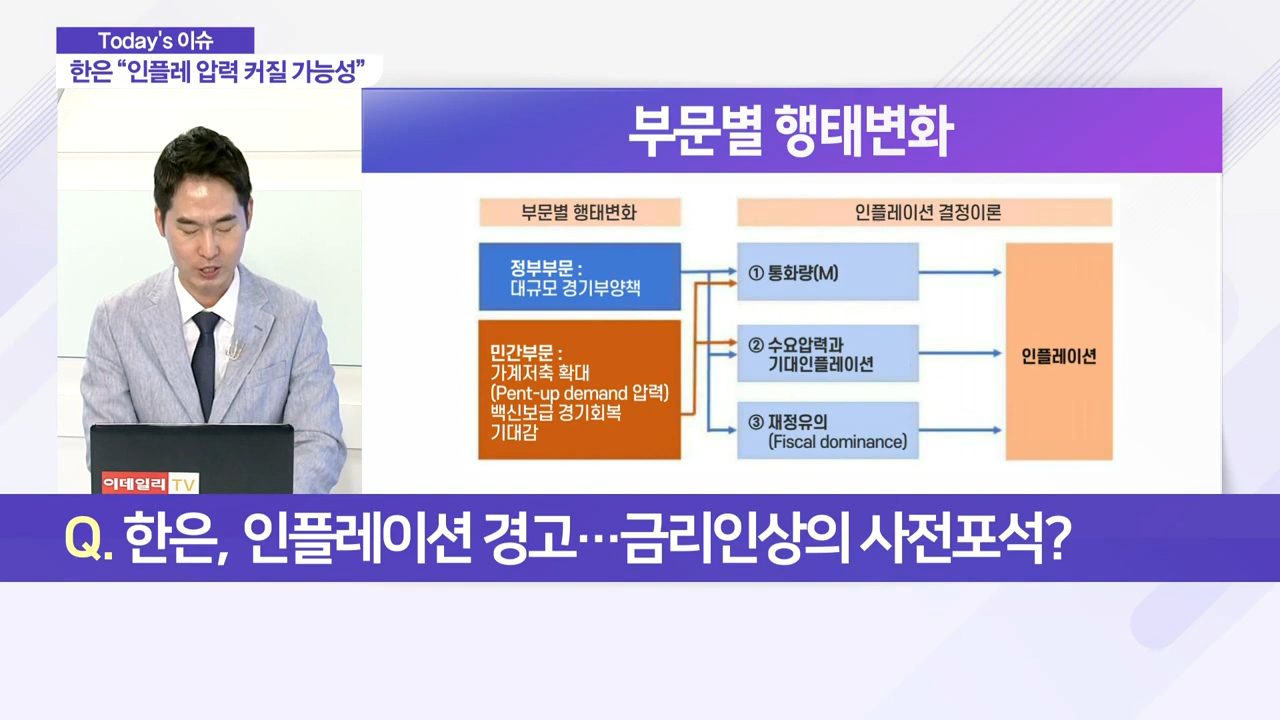 Today's 이슈
한은 “인플레 압력 커질 가능성”
부문별 행태변화
부문별 행태변화
인플레이션 결정이론
정부부문 :
대규모 경기부양책
민간부문 :
가계저축 확대
(Pent-up demand 압력)
백신보급 경기회복
기대감
① 통화량(M)
② 수요압력과
기대인플레이션
③ 재정유의
(Fiscal dominance)
인플레이션
이데일리 TV
Q. 한은, 인플레이션 경고…금리인상의 사전포석?